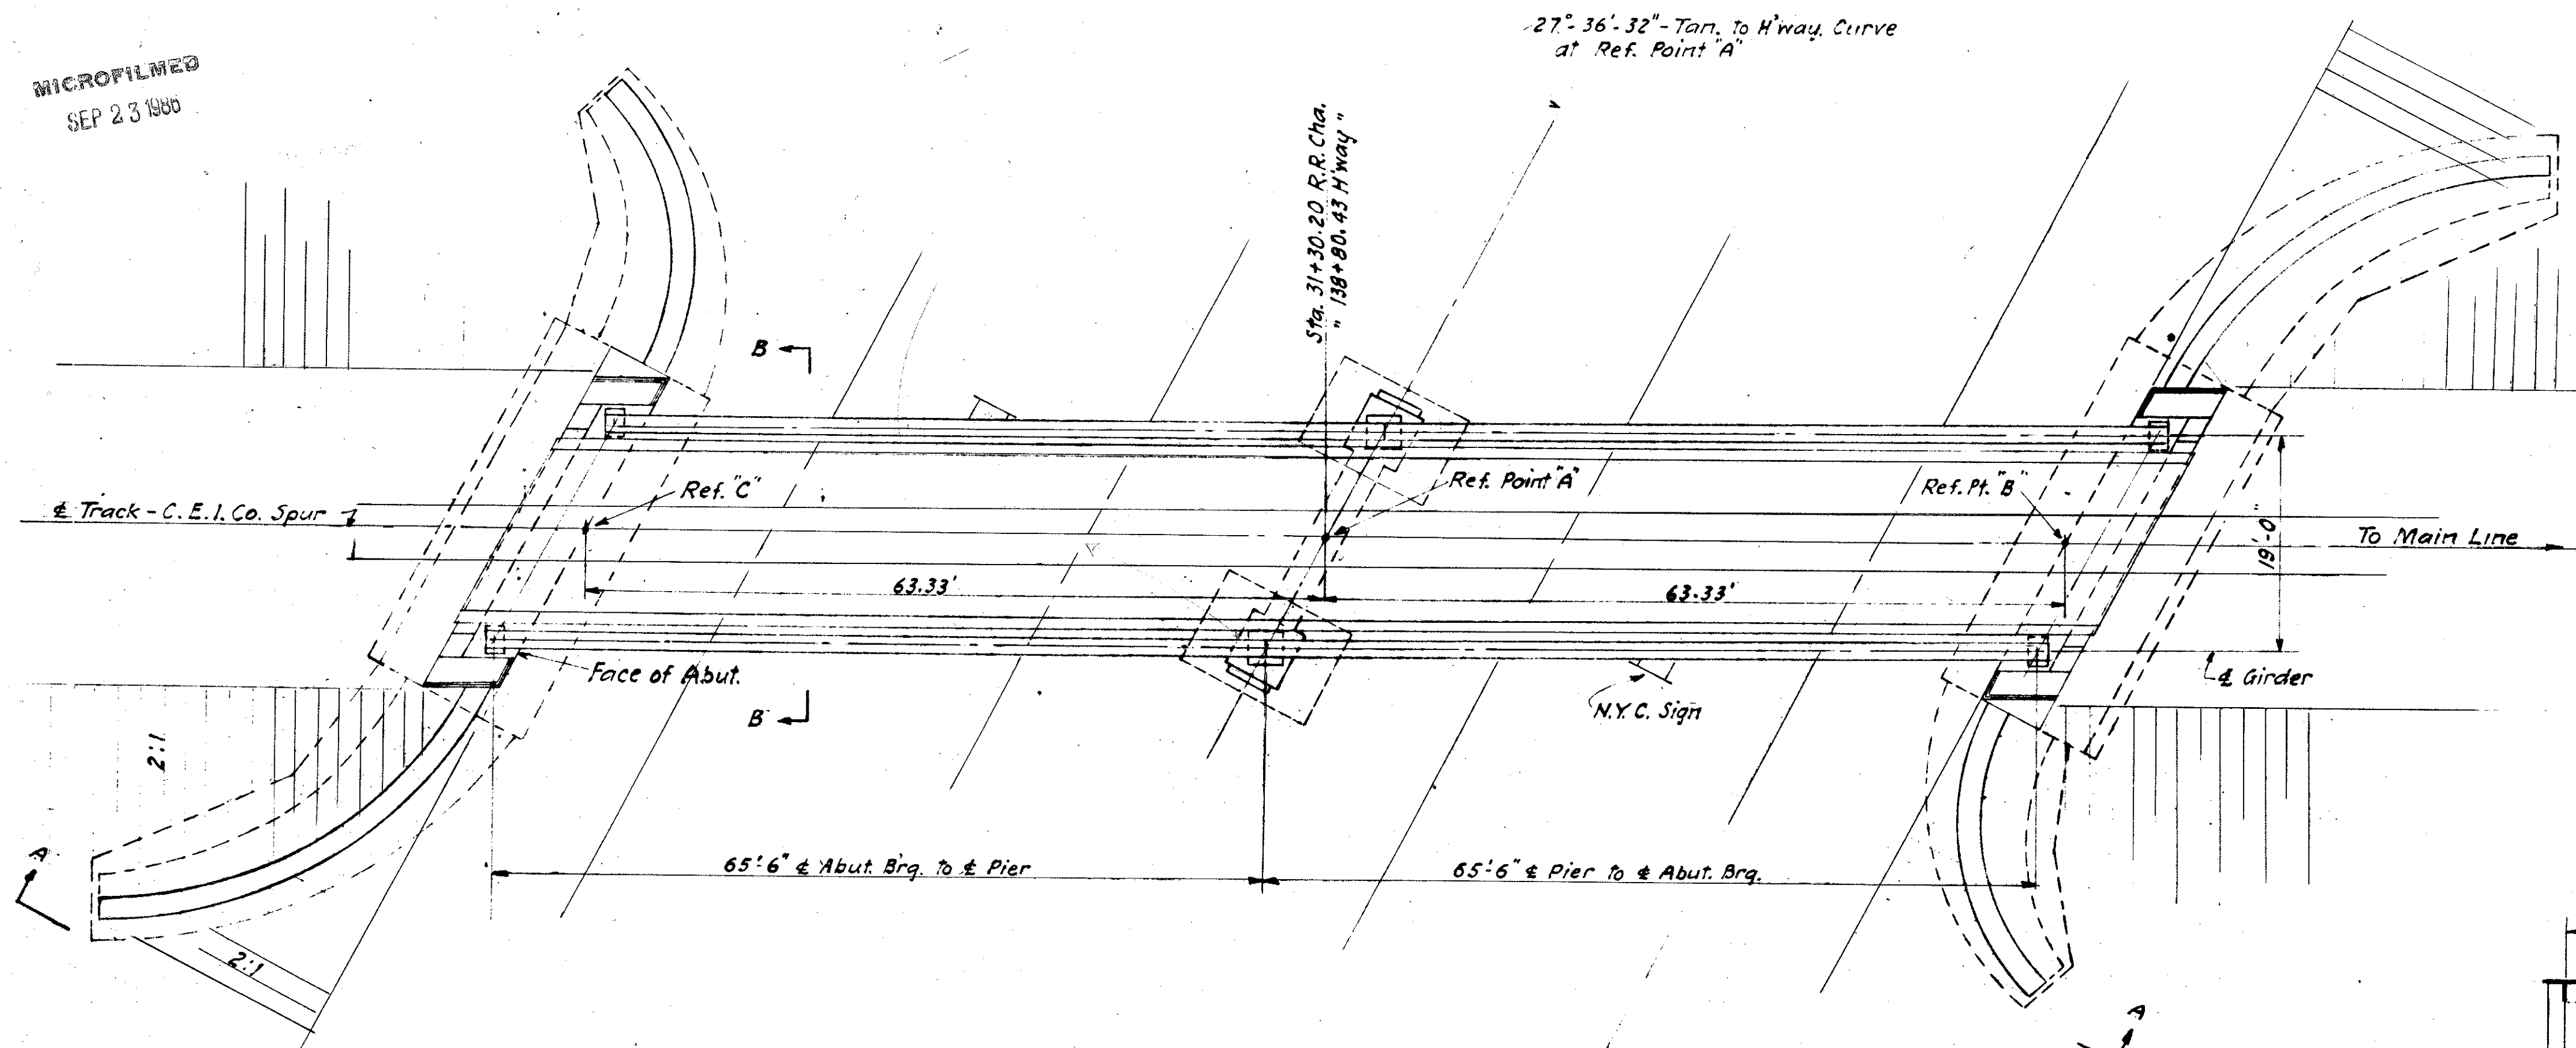 27°-36'-32"-Tan. to H'way. Curve
at Ref. Point "A"
MICROFILMED
SEP 23 1986
Sta. 31+30.20 R.R. Cha.
" 138+80.43 H'way "
B
Ref. "C"
Ref. Point "A"
Ref. Pt. "B"
℄ Track - C.E.I. Co. Spur
To Main Line
19'-0"
63.33'
63.33'
Face of Abut.
℄ Girder
B
N.Y.C. Sign
2:1
A
65'-6" ℄ Abut. Brg. to ℄ Pier
65'-6" ℄ Pier to ℄ Abut. Brg.
2:1
A